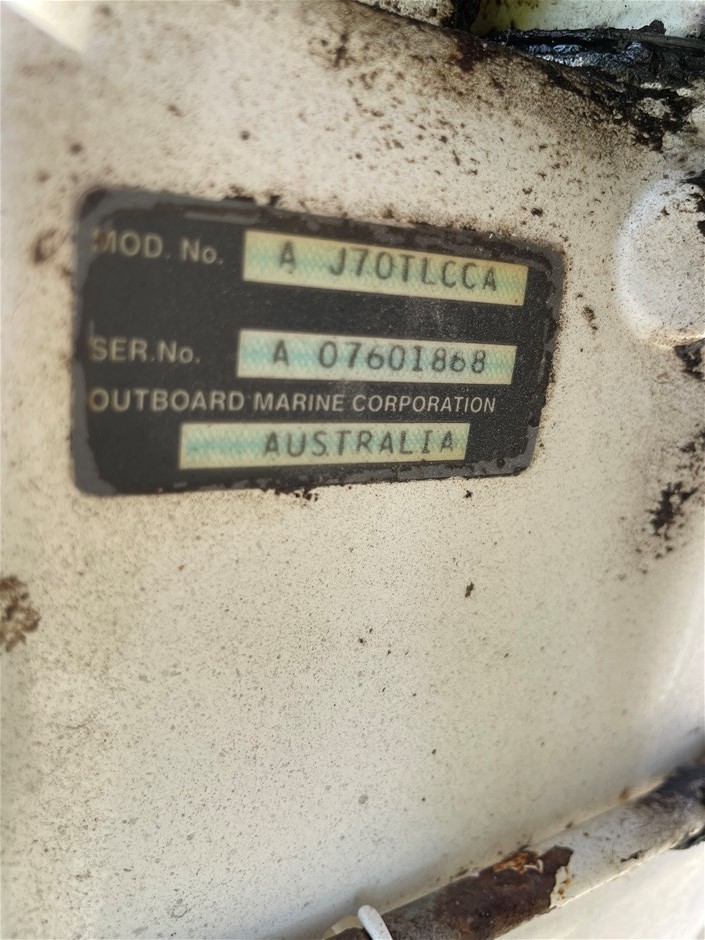 MOD. No. A J70TLCCA
SER.No. A 07601868
OUTBOARD MARINE CORPORATION
AUSTRALIA